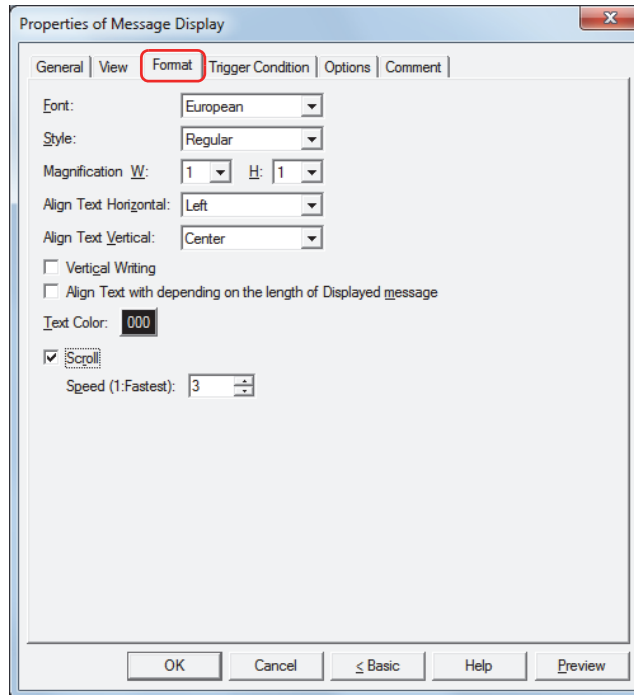 Properties of Message Display
General View Format Trigger Condition Options Comment
Font: European
Style: Regular
Magnification W: 1 H: 1
Align Text Horizontal: Left
Align Text Vertical: Center
Vertical Writing
Align Text with depending on the length of Displayed message
Text Color: 000
Scroll
Speed (1:Fastest): 3
OK Cancel < Basic Help Preview